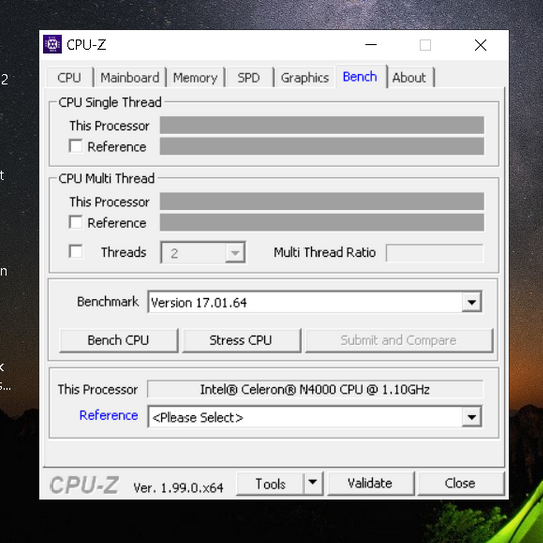 CPU-Z
CPU Mainboard Memory SPD Graphics Bench About
CPU Single Thread
This Processor
Reference
CPU Multi Thread
This Processor
Reference
Threads 2 Multi Thread Ratio
Benchmark Version 17.01.64
Bench CPU Stress CPU Submit and Compare
This Processor Intel® Celeron® N4000 CPU @ 1.10GHz
Reference <Please Select>
CPU-Z Ver. 1.99.0.x64 Tools Validate Close